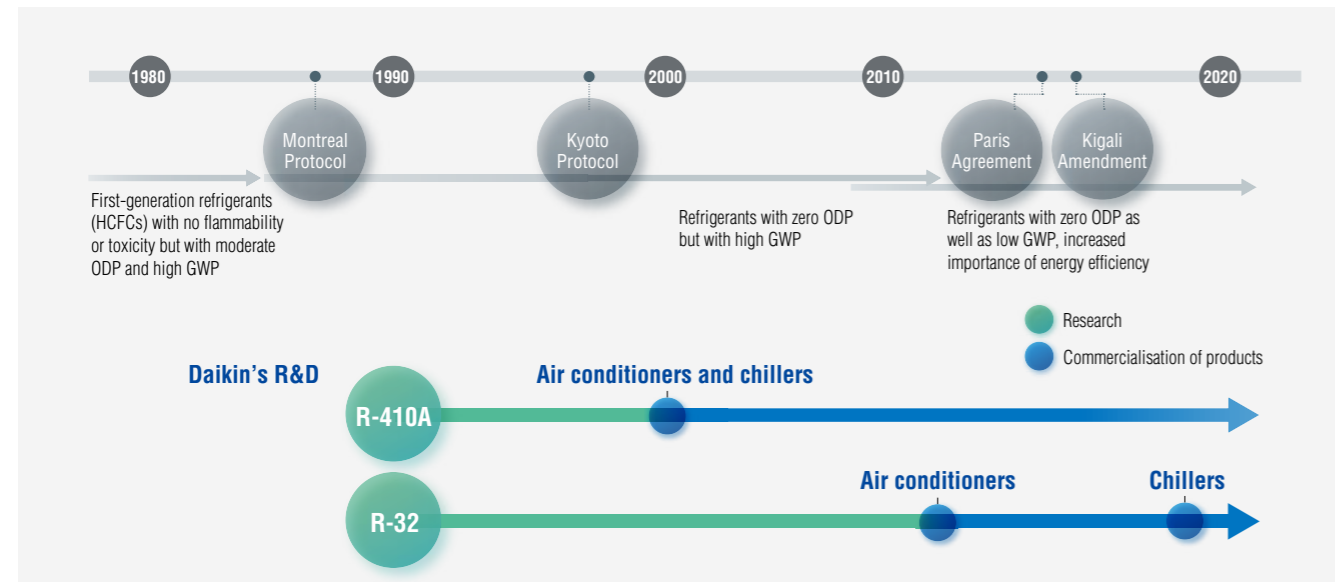 1980
1990
2000
2010
2020
Montreal
Protocol
Kyoto
Protocol
Paris
Agreement
Kigali
Amendment
First-generation refrigerants
(HCFCs) with no flammability
or toxicity but with moderate
ODP and high GWP
Refrigerants with zero ODP
but with high GWP
Refrigerants with zero ODP as
well as low GWP, increased
importance of energy efficiency
Research
Commercialisation of products
Daikin's R&D
Air conditioners and chillers
R-410A
Air conditioners
Chillers
R-32